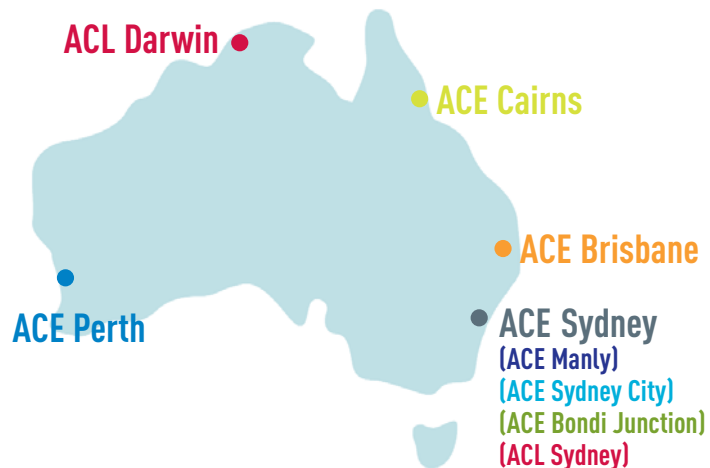 ACL Darwin
ACE Cairns
ACE Brisbane
ACE Perth
ACE Sydney
(ACE Manly)
(ACE Sydney City)
(ACE Bondi Junction)
(ACL Sydney)